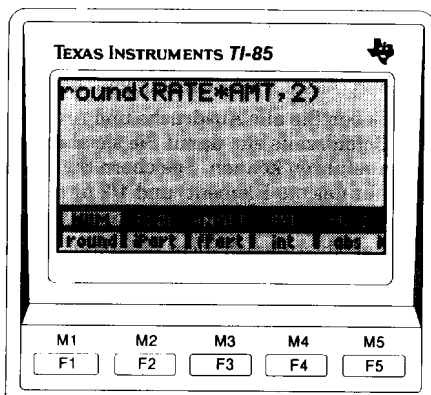 TEXAS INSTRUMENTS TI-85
round(RATE*AMT,2)
NUM
round iPart fPart int abs
M1 M2 M3 M4 M5
F1 F2 F3 F4 F5